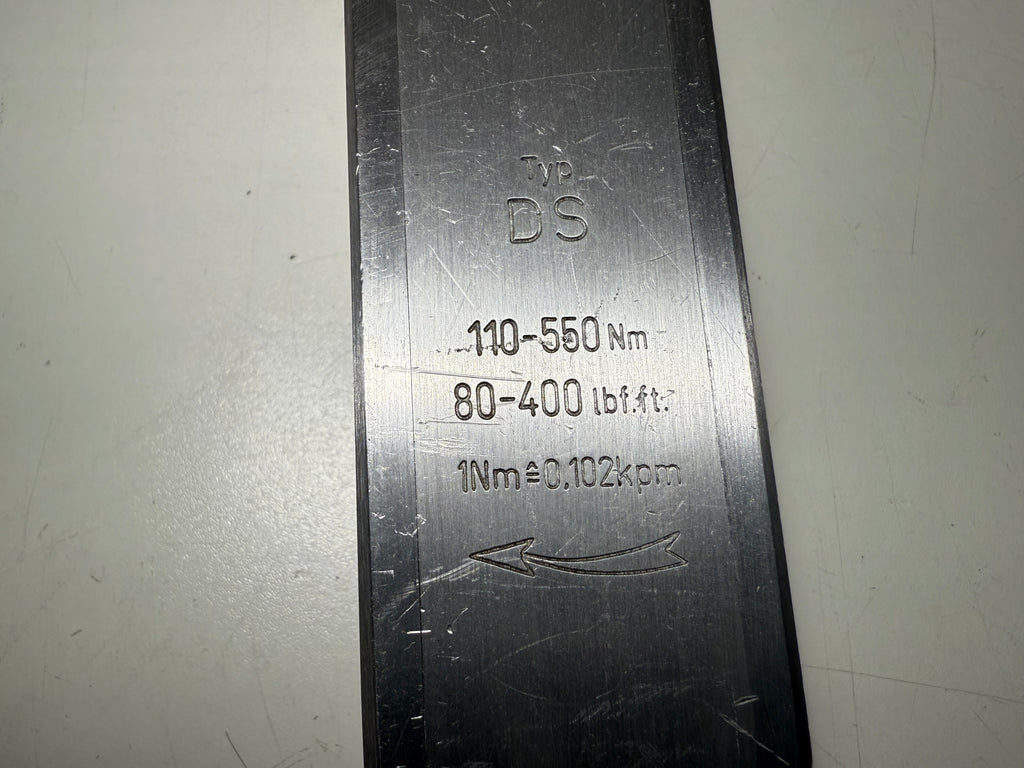 Typ
DS
110-550 Nm
80-400 lbf.ft.
1Nm≙0,102kpm